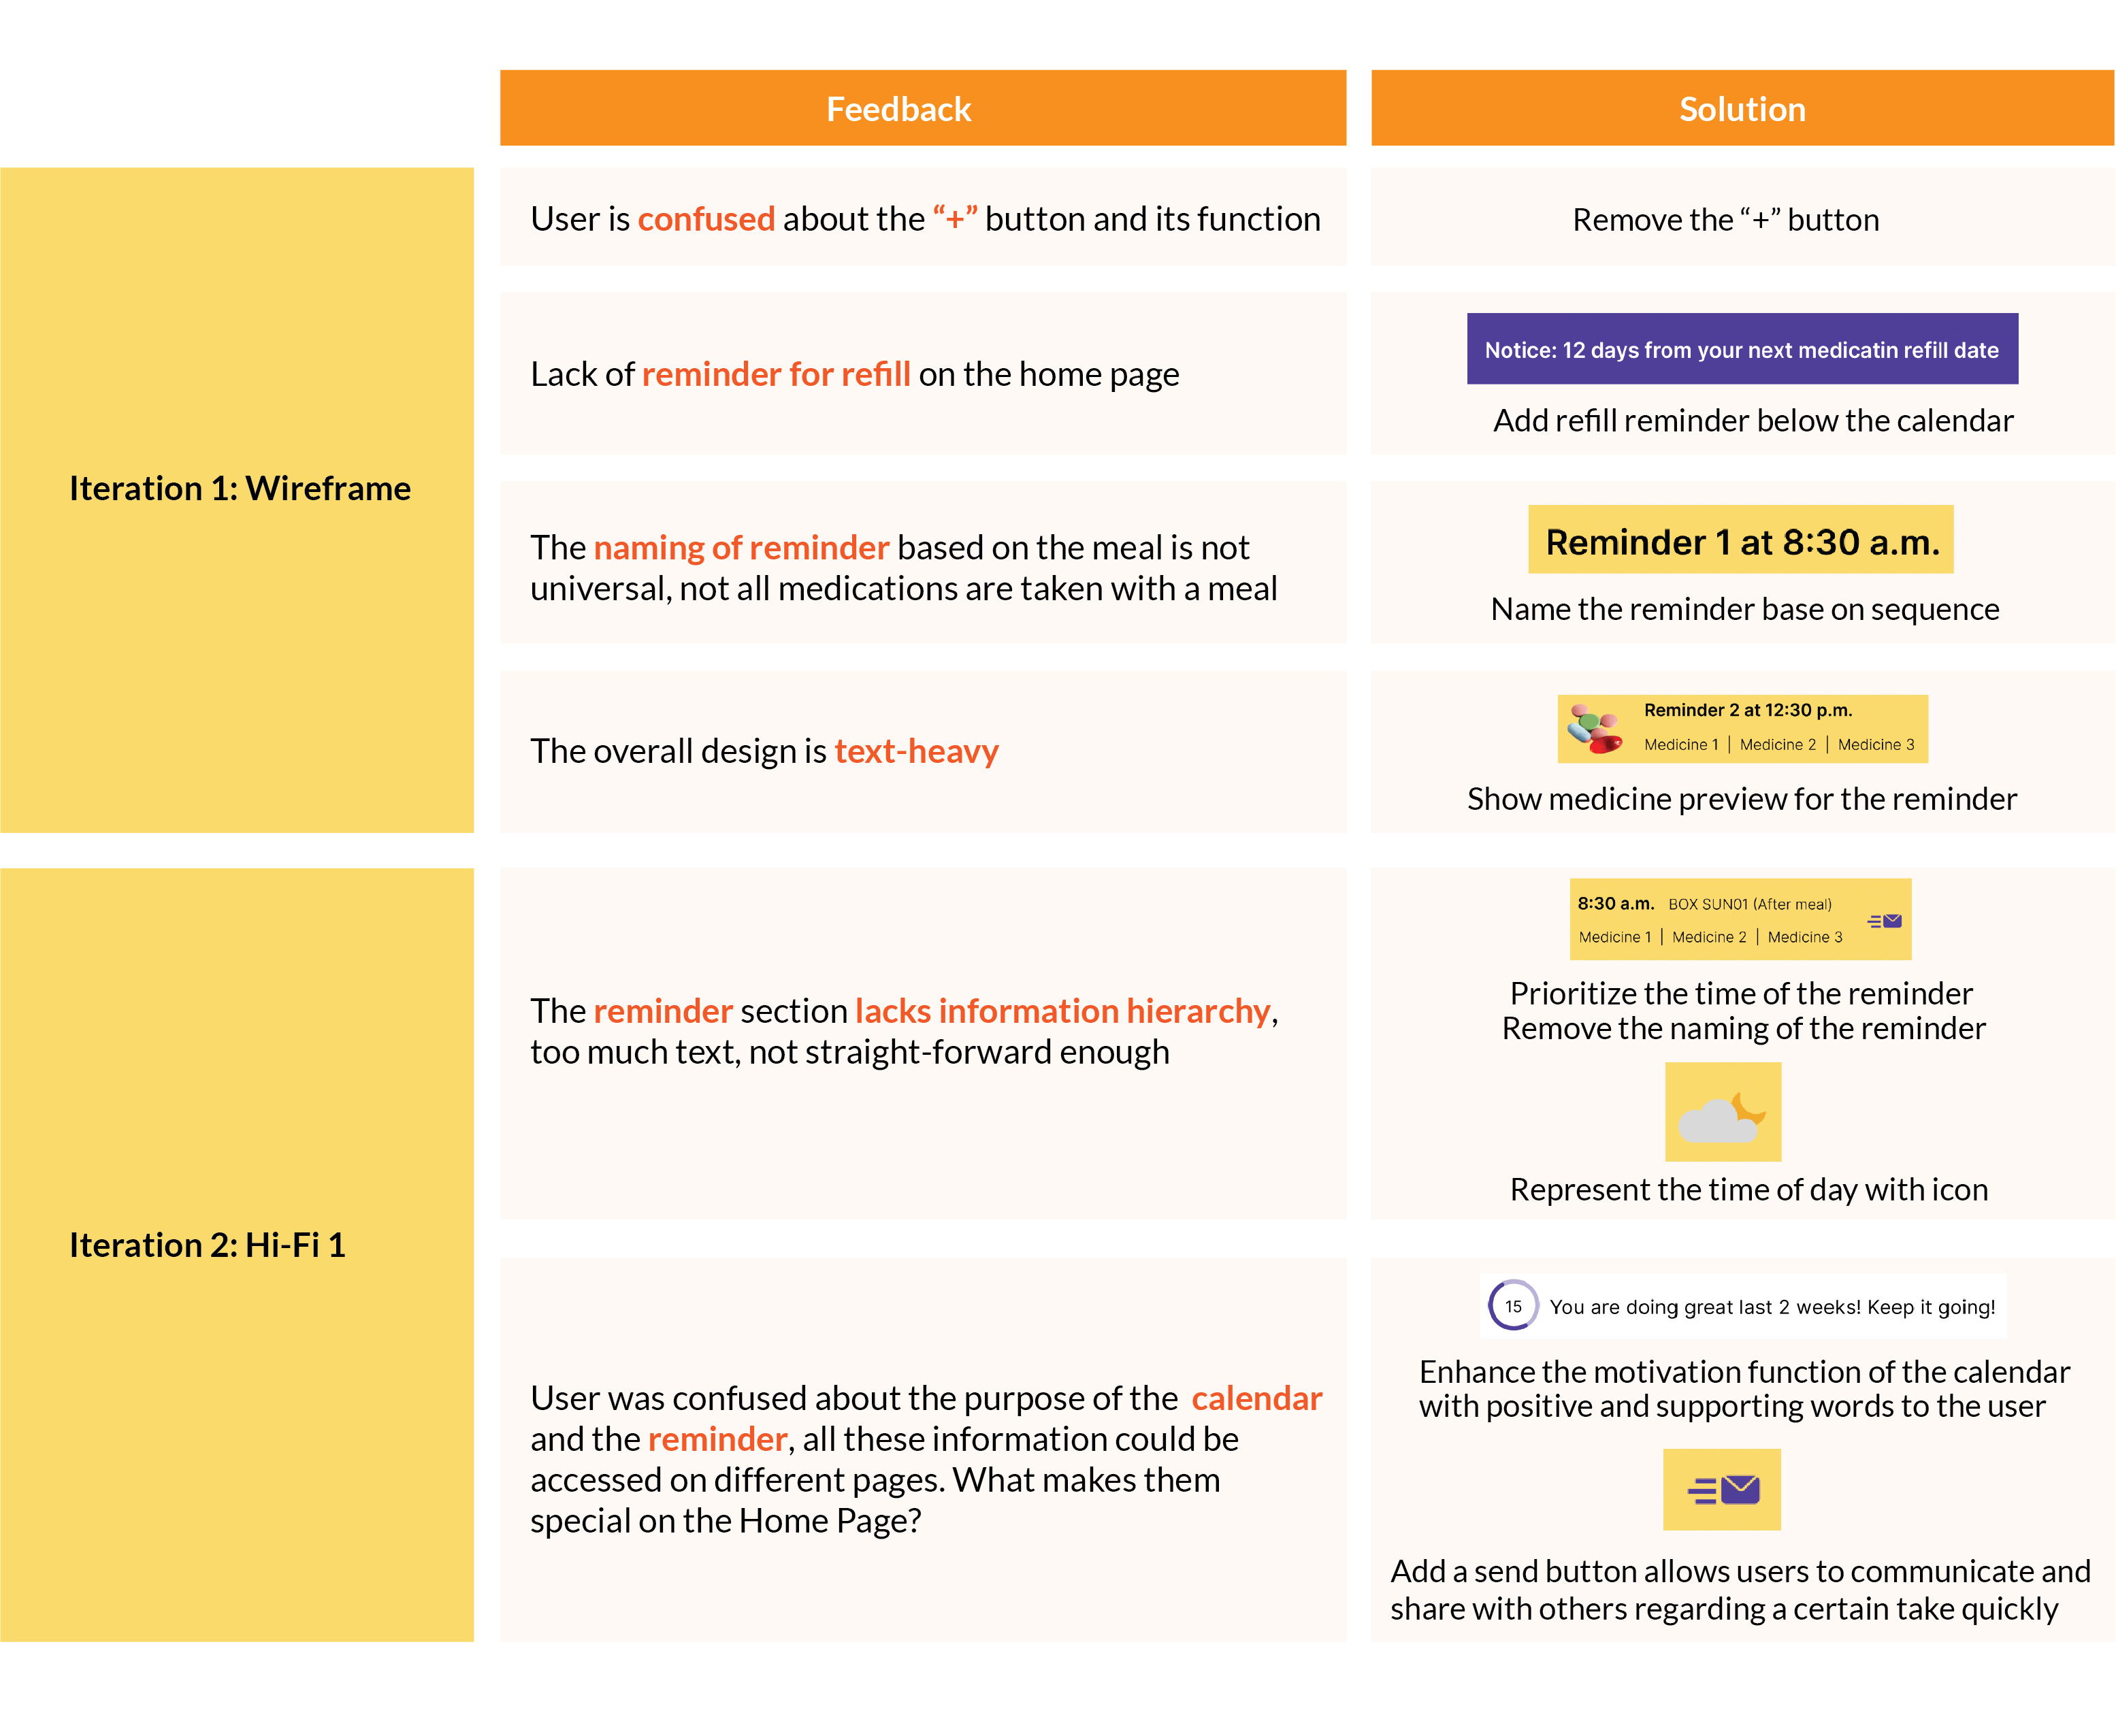 Feedback
Solution
Iteration 1: Wireframe
User is confused about the “+” button and its function
Remove the “+” button
Lack of reminder for refill on the home page
Notice: 12 days from your next medicatin refill date
Add refill reminder below the calendar
The naming of reminder based on the meal is not
universal, not all medications are taken with a meal
Reminder 1 at 8:30 a.m.
Name the reminder base on sequence
The overall design is text-heavy
Reminder 2 at 12:30 p.m.
Medicine 1 | Medicine 2 | Medicine 3
Show medicine preview for the reminder
Iteration 2: Hi-Fi 1
The reminder section lacks information hierarchy,
too much text, not straight-forward enough
8:30 a.m. BOX SUN01 (After meal)
Medicine 1 | Medicine 2 | Medicine 3
Prioritize the time of the reminder
Remove the naming of the reminder
Represent the time of day with icon
User was confused about the purpose of the calendar
and the reminder, all these information could be
accessed on different pages. What makes them
special on the Home Page?
15 You are doing great last 2 weeks! Keep it going!
Enhance the motivation function of the calendar
with positive and supporting words to the user
Add a send button allows users to communicate and
share with others regarding a certain take quickly